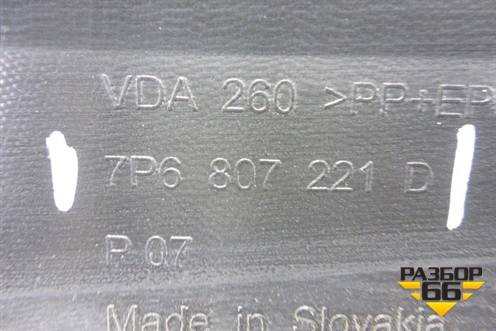 VDA 260 >PP+EP
7P6 807 221 D
P 07
Made in Slovakia
РАЗБОР
66